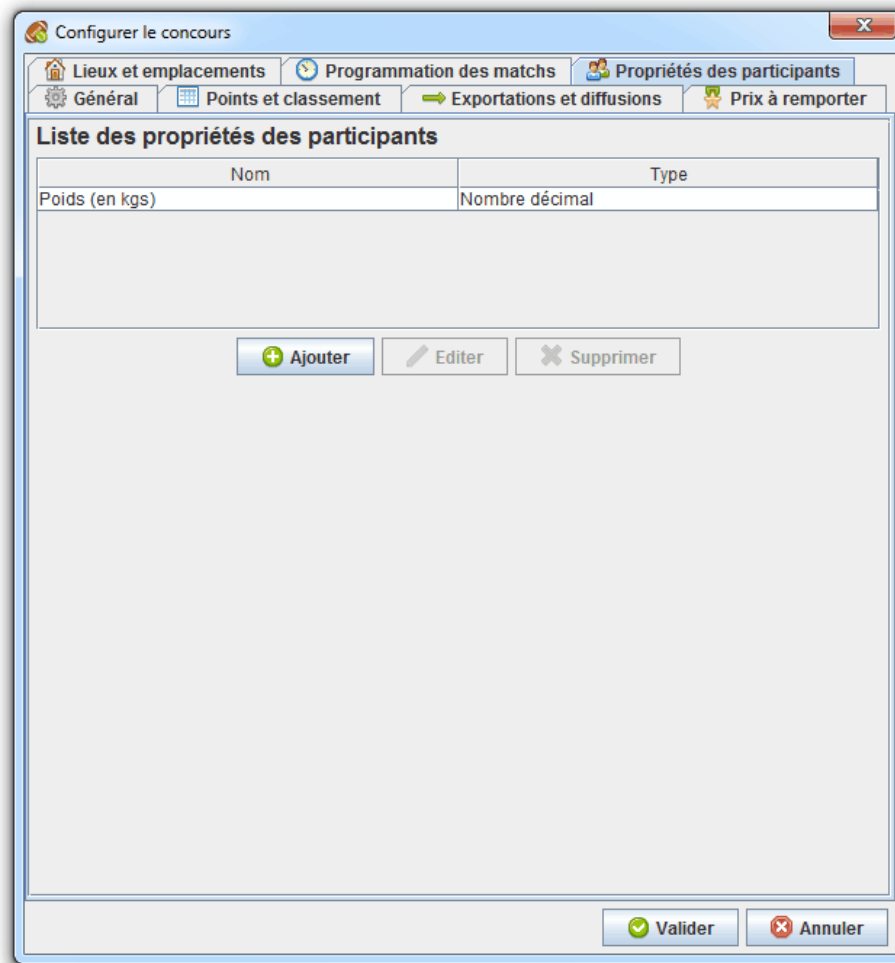 Configurer le concours
Lieux et emplacements Programmation des matchs Propriétés des participants
Général Points et classement Exportations et diffusions Prix à remporter
Liste des propriétés des participants
Nom Type
Poids (en kgs) Nombre décimal
Ajouter Editer Supprimer
Valider Annuler